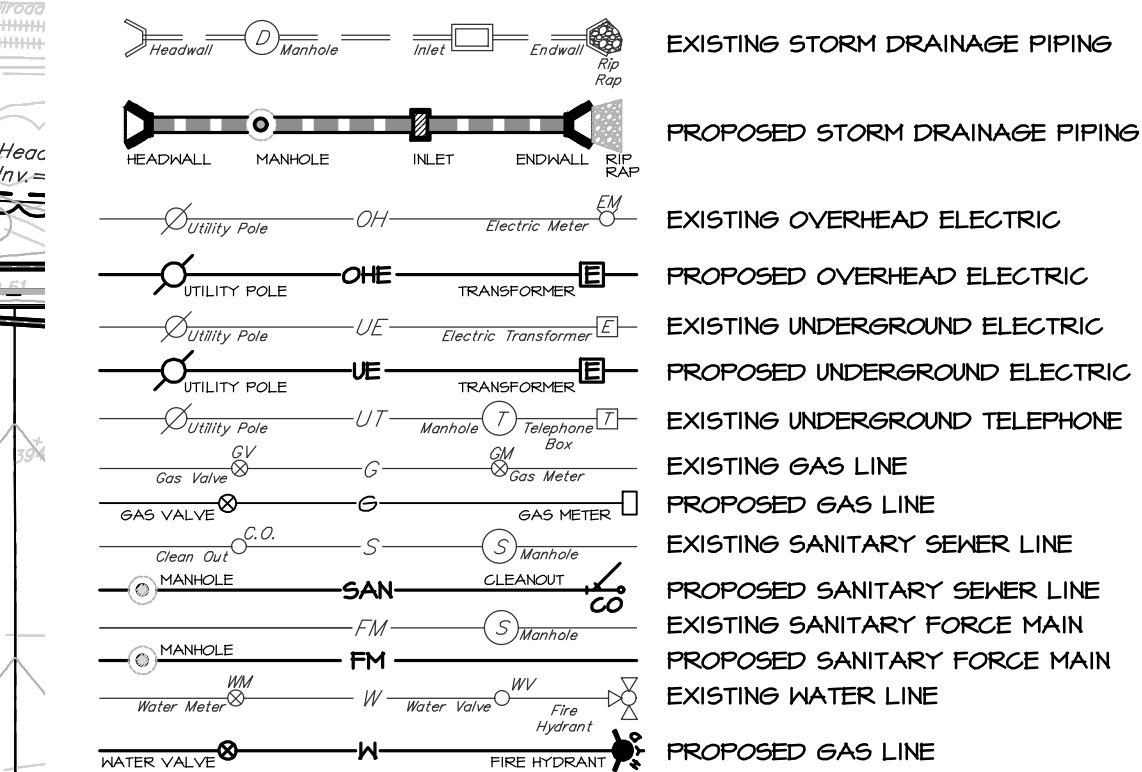 Headwall D Manhole Inlet Endwall Rip Rap EXISTING STORM DRAINAGE PIPING
HEADWALL MANHOLE INLET ENDWALL RIP RAP PROPOSED STORM DRAINAGE PIPING
Utility Pole OH Electric Meter EM EXISTING OVERHEAD ELECTRIC
UTILITY POLE OHE TRANSFORMER E PROPOSED OVERHEAD ELECTRIC
Utility Pole UE Electric Transformer E EXISTING UNDERGROUND ELECTRIC
UTILITY POLE UE TRANSFORMER E PROPOSED UNDERGROUND ELECTRIC
Utility Pole UT Manhole T Telephone Box T EXISTING UNDERGROUND TELEPHONE
Gas Valve GV G GM Gas Meter EXISTING GAS LINE
GAS VALVE G GAS METER PROPOSED GAS LINE
Clean Out C.O. S S Manhole EXISTING SANITARY SEWER LINE
MANHOLE SAN CLEANOUT CO PROPOSED SANITARY SEWER LINE
FM S Manhole EXISTING SANITARY FORCE MAIN
MANHOLE FM PROPOSED SANITARY FORCE MAIN
Water Meter WM W Water Valve WV Fire Hydrant EXISTING WATER LINE
WATER VALVE W FIRE HYDRANT HYD PROPOSED GAS LINE
Head
Inv. =
394